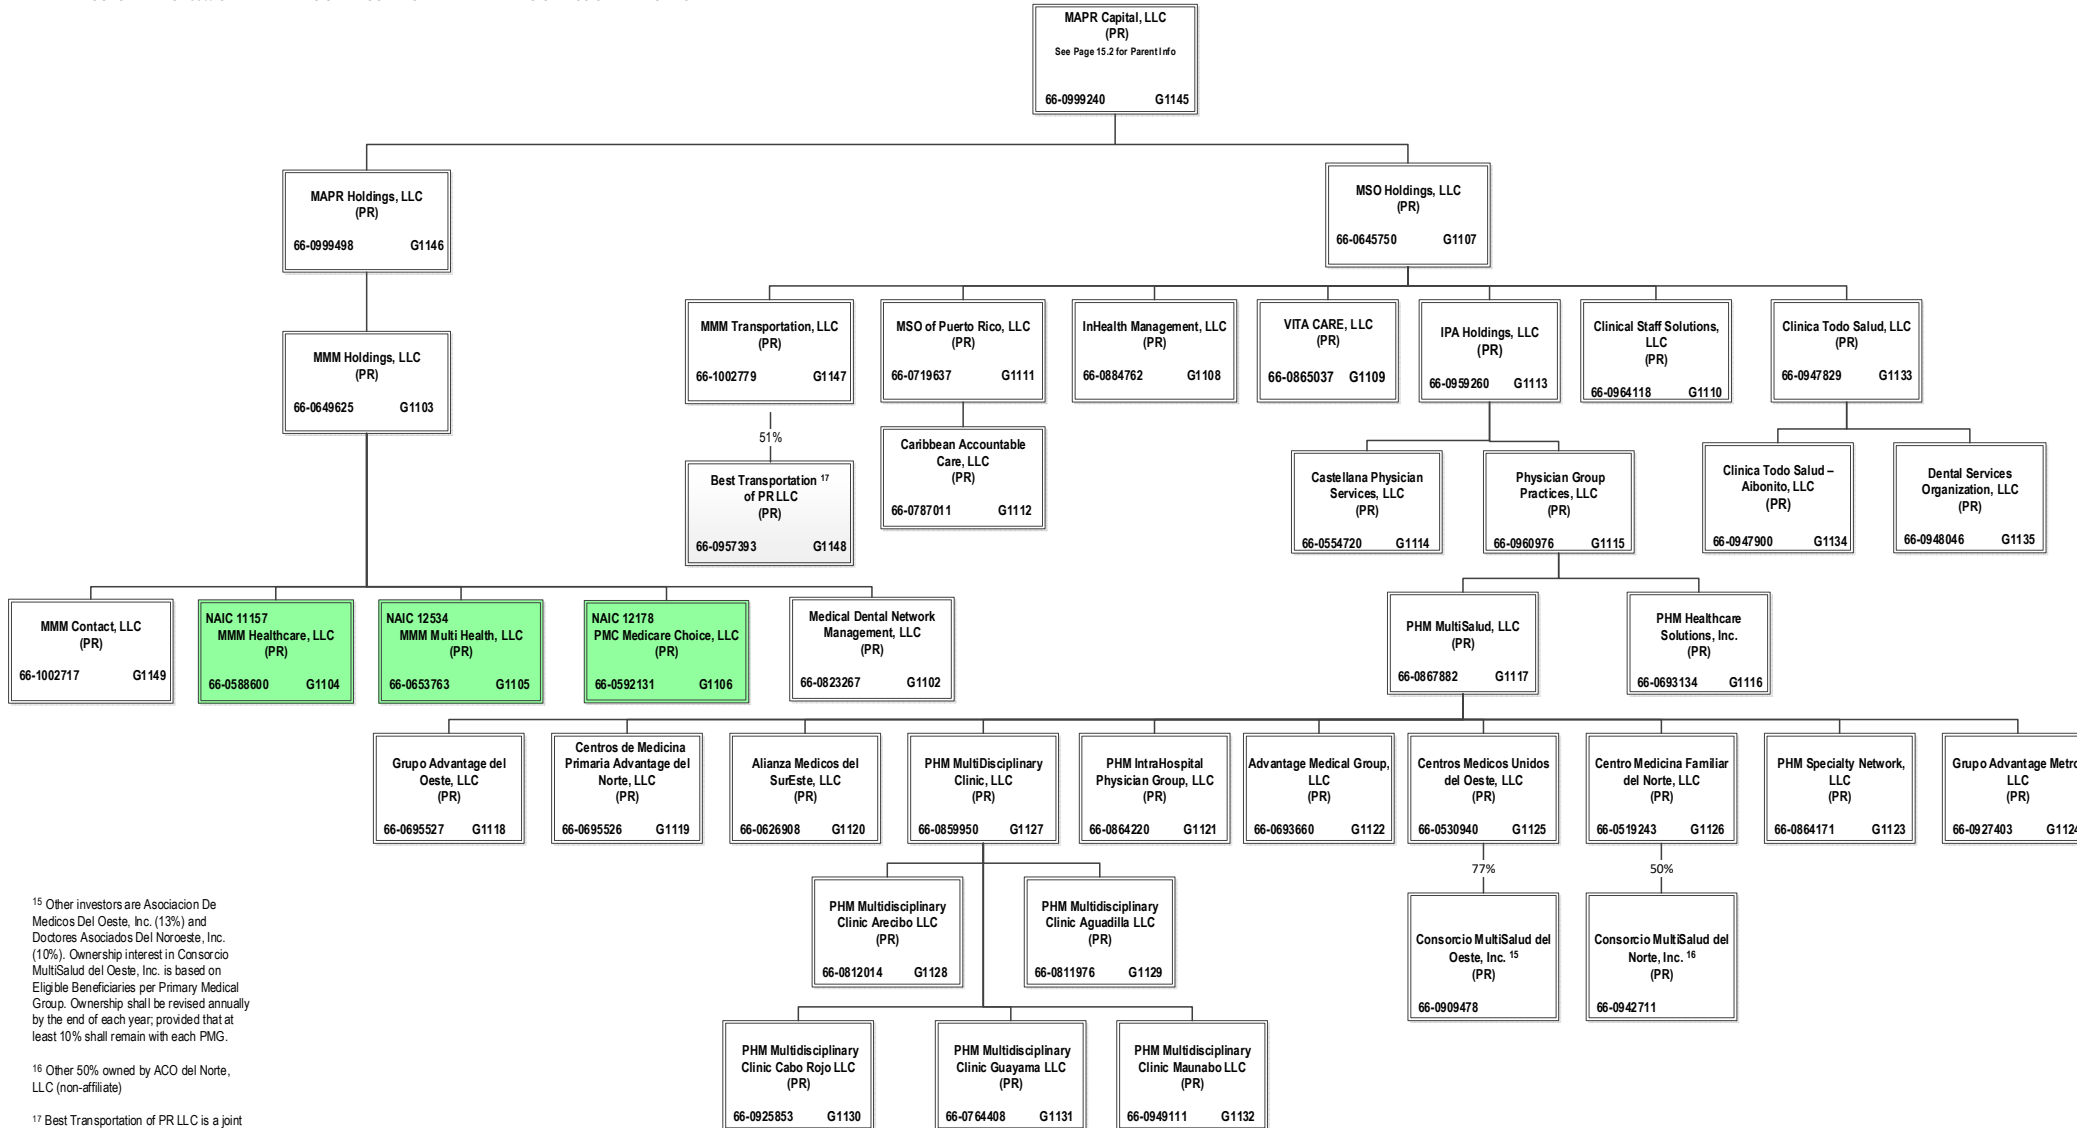 MAPR Capital, LLC
(PR)
See Page 15.2 for Parent Info
66-0999240 G1145
MAPR Holdings, LLC
(PR)
66-0999498 G1146
MSO Holdings, LLC
(PR)
66-0645750 G1107
MMM Holdings, LLC
(PR)
66-0649625 G1103
MMM Transportation, LLC
(PR)
66-1002779 G1147
MSO of Puerto Rico, LLC
(PR)
66-0719637 G1111
InHealth Management, LLC
(PR)
66-0884762 G1108
VITA CARE, LLC
(PR)
66-0865037 G1109
IPA Holdings, LLC
(PR)
66-0959260 G1113
Clinical Staff Solutions,
LLC
(PR)
66-0964118 G1110
Clinica Todo Salud, LLC
(PR)
66-0947829 G1133
51%
Best Transportation 17
of PR LLC
(PR)
66-0957393 G1148
Caribbean Accountable
Care, LLC
(PR)
66-0787011 G1112
Castellana Physician
Services, LLC
(PR)
66-0554720 G1114
Physician Group
Practices, LLC
(PR)
66-0960976 G1115
Clinica Todo Salud –
Aibonito, LLC
(PR)
66-0947900 G1134
Dental Services
Organization, LLC
(PR)
66-0948046 G1135
MMM Contact, LLC
(PR)
66-1002717 G1149
NAIC 11157
MMM Healthcare, LLC
(PR)
66-0588600 G1104
NAIC 12534
MMM Multi Health, LLC
(PR)
66-0653763 G1105
NAIC 12178
PMC Medicare Choice, LLC
(PR)
66-0592131 G1106
Medical Dental Network
Management, LLC
(PR)
66-0823267 G1102
PHM MultiSalud, LLC
(PR)
66-0867882 G1117
PHM Healthcare
Solutions, Inc.
(PR)
66-0693134 G1116
Grupo Advantage del
Oeste, LLC
(PR)
66-0695527 G1118
Centros de Medicina
Primaria Advantage del
Norte, LLC
(PR)
66-0695526 G1119
Alianza Medicos del
SurEste, LLC
(PR)
66-0626908 G1120
PHM MultiDisciplinary
Clinic, LLC
(PR)
66-0859950 G1127
PHM IntraHospital
Physician Group, LLC
(PR)
66-0864220 G1121
Advantage Medical Group,
LLC
(PR)
66-0693660 G1122
Centros Medicos Unidos
del Oeste, LLC
(PR)
66-0530940 G1125
Centro Medicina Familiar
del Norte, LLC
(PR)
66-0519243 G1126
PHM Specialty Network,
LLC
(PR)
66-0864171 G1123
Grupo Advantage Metro
LLC
(PR)
66-0927403 G1124
PHM Multidisciplinary
Clinic Arecibo LLC
(PR)
66-0812014 G1128
PHM Multidisciplinary
Clinic Aguadilla LLC
(PR)
66-0811976 G1129
77%
Consorcio MultiSalud del
Oeste, Inc. 15
(PR)
66-0909478
50%
Consorcio MultiSalud del
Norte, Inc. 16
(PR)
66-0942711
PHM Multidisciplinary
Clinic Cabo Rojo LLC
(PR)
66-0925853 G1130
PHM Multidisciplinary
Clinic Guayama LLC
(PR)
66-0764408 G1131
PHM Multidisciplinary
Clinic Maunabo LLC
(PR)
66-0949111 G1132
15 Other investors are Asociacion De
Medicos Del Oeste, Inc. (13%) and
Doctores Asociados Del Noroeste, Inc.
(10%). Ownership interest in Consorcio
MultiSalud del Oeste, Inc. is based on
Eligible Beneficiaries per Primary Medical
Group. Ownership shall be revised annually
by the end of each year; provided that at
least 10% shall remain with each PMG.
16 Other 50% owned by ACO del Norte,
LLC (non-affiliate)
17 Best Transportation of PR LLC is a joint